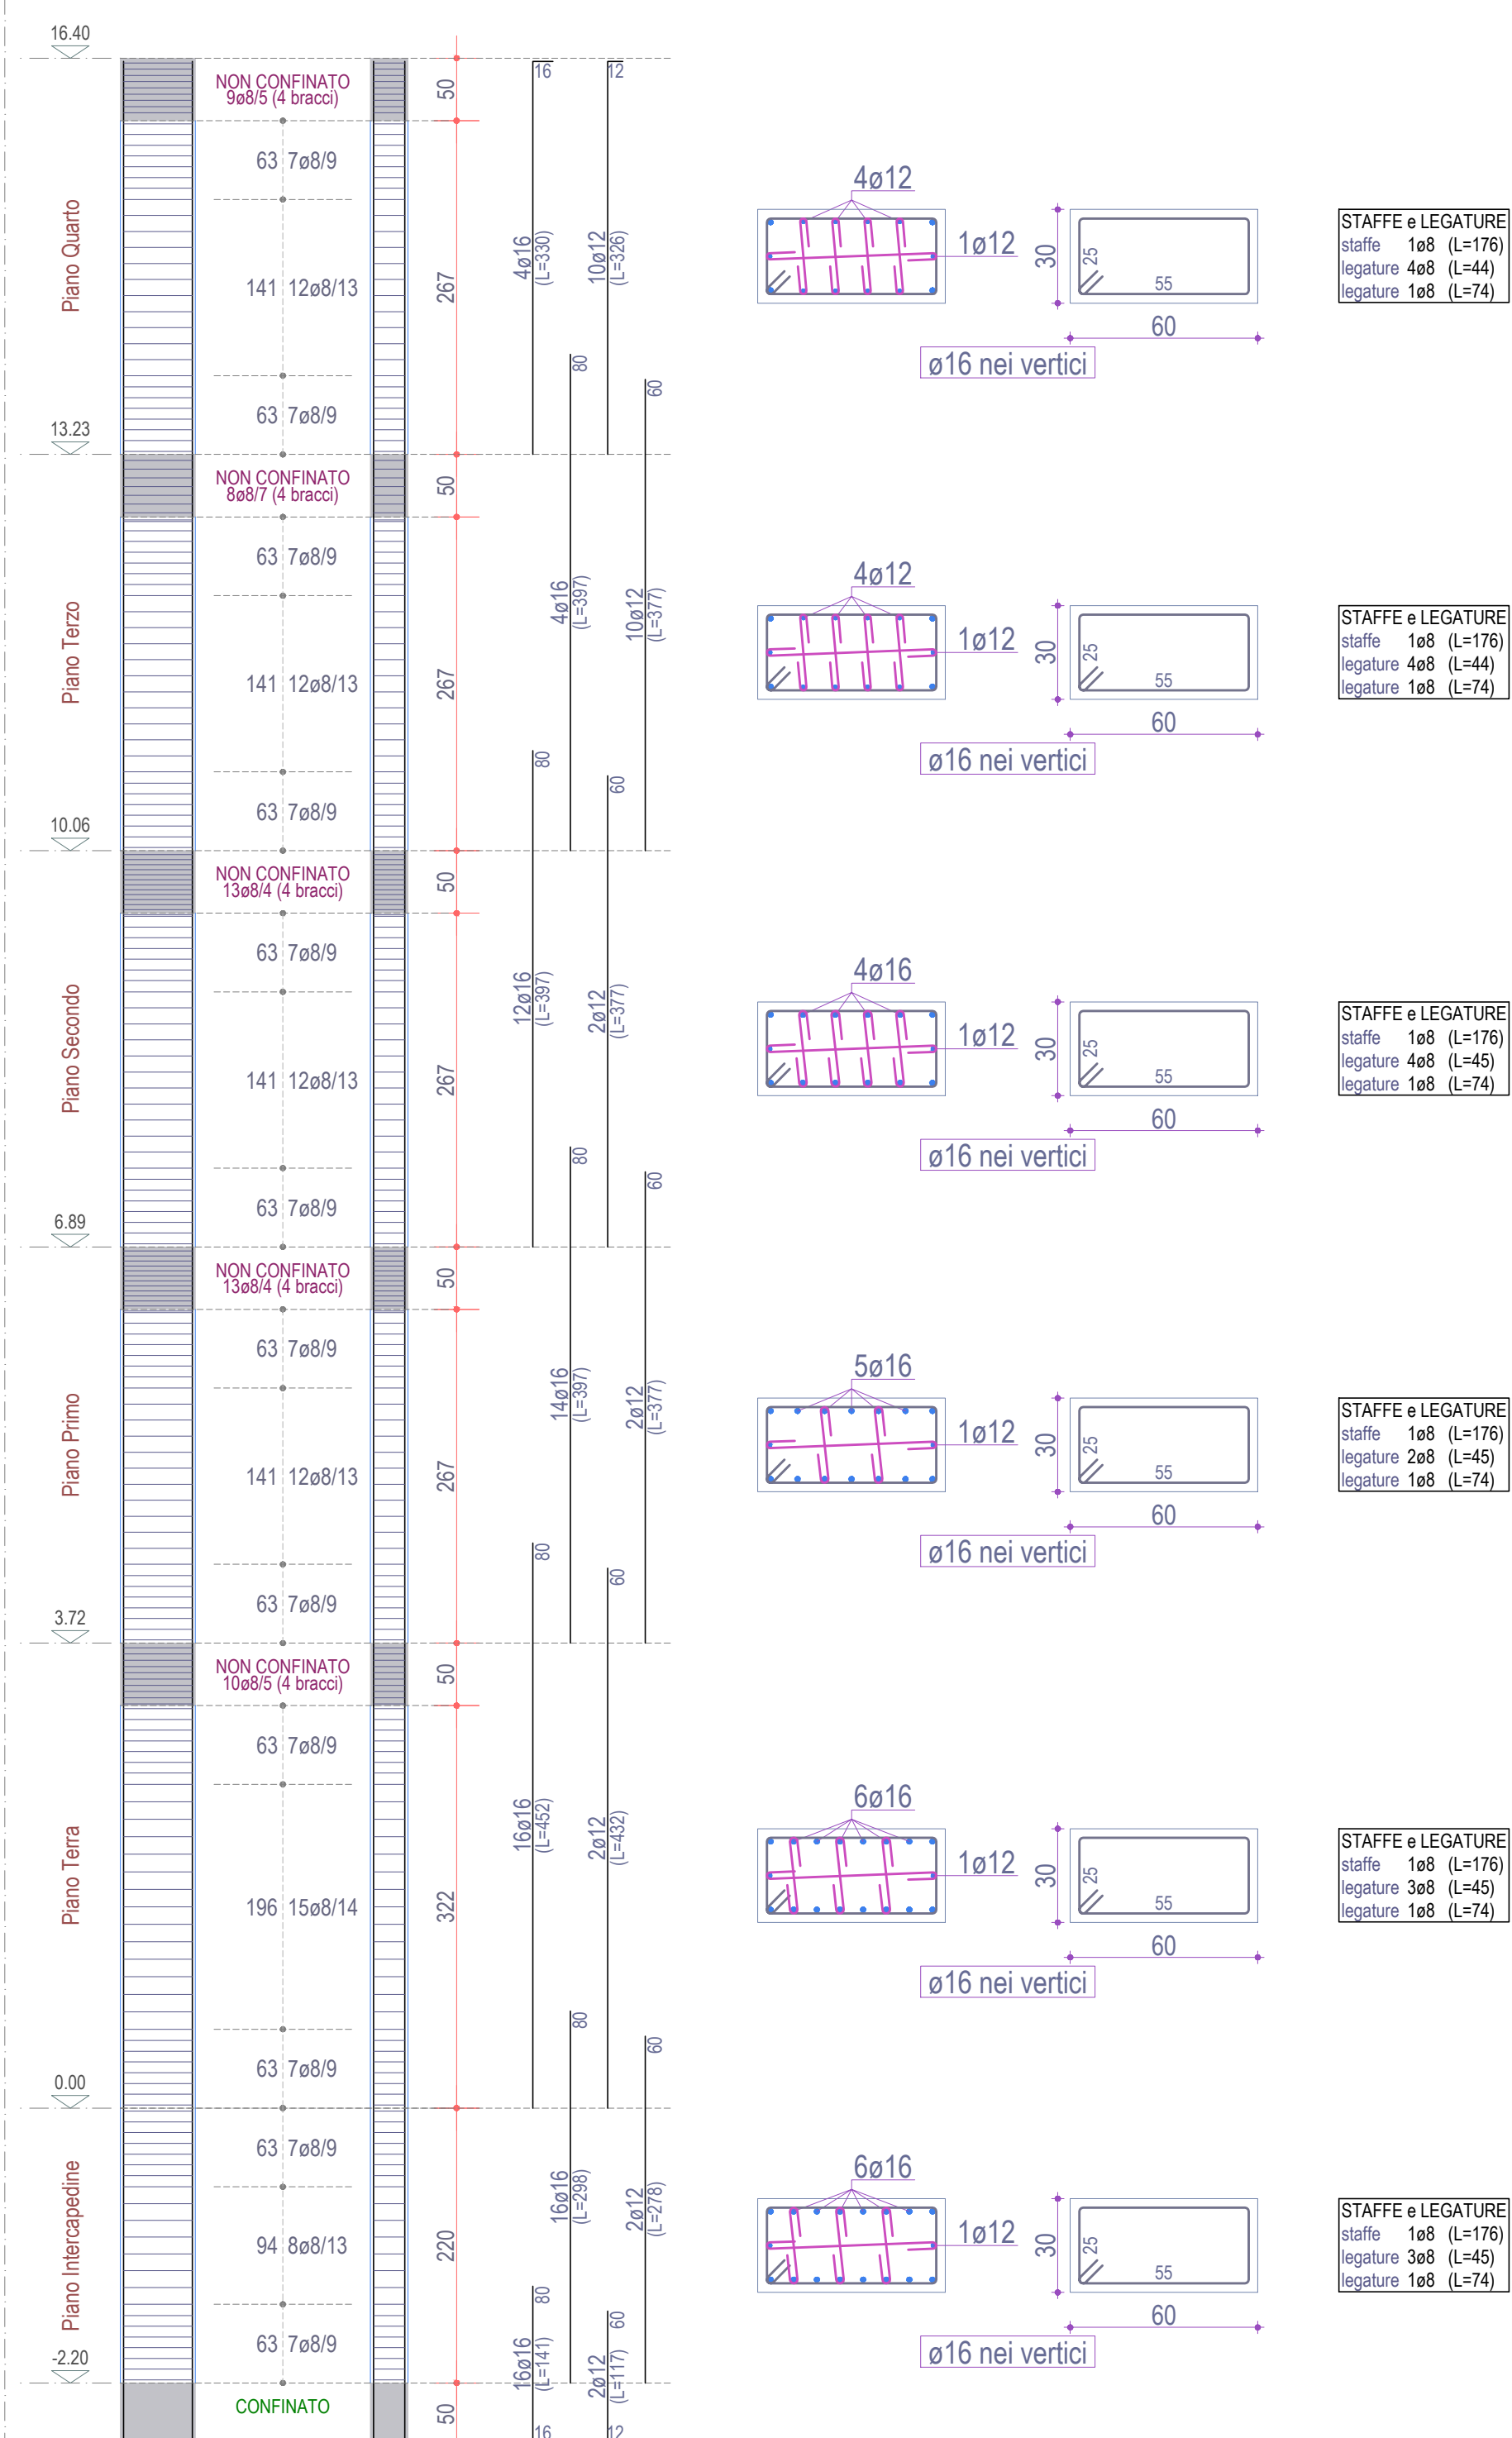 16.40
NON CONFINATO
9ø8/5 (4 bracci)
50
16
12
63 7ø8/9
Piano Quarto
141 12ø8/13
267
4ø16
(L=330)
10ø12
(L=326)
63 7ø8/9
80
60
4ø12
1ø12
30
25
55
60
ø16 nei vertici
STAFFE e LEGATURE
staffe 1ø8 (L=176)
legature 4ø8 (L=44)
legature 1ø8 (L=74)
13.23
NON CONFINATO
8ø8/7 (4 bracci)
50
63 7ø8/9
Piano Terzo
141 12ø8/13
267
4ø16
(L=397)
10ø12
(L=377)
63 7ø8/9
80
60
4ø12
1ø12
30
25
55
60
ø16 nei vertici
STAFFE e LEGATURE
staffe 1ø8 (L=176)
legature 4ø8 (L=44)
legature 1ø8 (L=74)
10.06
NON CONFINATO
13ø8/4 (4 bracci)
50
63 7ø8/9
Piano Secondo
141 12ø8/13
267
12ø16
(L=397)
2ø12
(L=377)
63 7ø8/9
80
60
4ø16
1ø12
30
25
55
60
ø16 nei vertici
STAFFE e LEGATURE
staffe 1ø8 (L=176)
legature 4ø8 (L=45)
legature 1ø8 (L=74)
6.89
NON CONFINATO
13ø8/4 (4 bracci)
50
63 7ø8/9
Piano Primo
141 12ø8/13
267
14ø16
(L=397)
2ø12
(L=377)
63 7ø8/9
80
60
5ø16
1ø12
30
25
55
60
ø16 nei vertici
STAFFE e LEGATURE
staffe 1ø8 (L=176)
legature 2ø8 (L=45)
legature 1ø8 (L=74)
3.72
NON CONFINATO
10ø8/5 (4 bracci)
50
63 7ø8/9
Piano Terra
196 15ø8/14
322
16ø16
(L=452)
2ø12
(L=432)
63 7ø8/9
80
60
6ø16
1ø12
30
25
55
60
ø16 nei vertici
STAFFE e LEGATURE
staffe 1ø8 (L=176)
legature 3ø8 (L=45)
legature 1ø8 (L=74)
0.00
63 7ø8/9
Piano Intercapedine
94 8ø8/13
220
16ø16
(L=298)
2ø12
(L=278)
63 7ø8/9
80
60
6ø16
1ø12
30
25
55
60
ø16 nei vertici
STAFFE e LEGATURE
staffe 1ø8 (L=176)
legature 3ø8 (L=45)
legature 1ø8 (L=74)
-2.20
CONFINATO
50
16ø16
(L=141)
2ø12
(L=117)
16
12